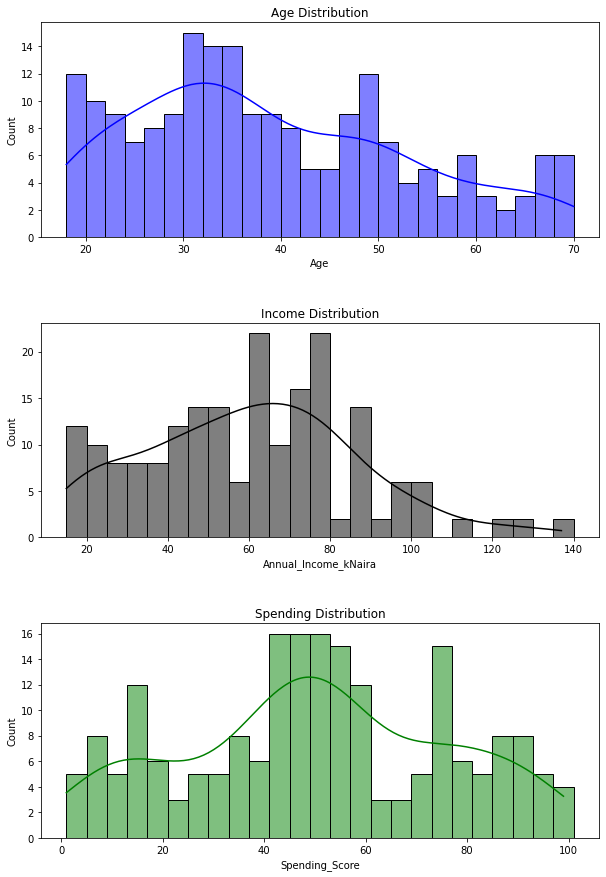 Age Distribution
14
12
10
8
6
4
2
0
Count
20 30 40 50 60 70
Age
Income Distribution
20
15
10
5
0
Count
20 40 60 80 100 120 140
Annual_Income_kNaira
Spending Distribution
16
14
12
10
8
6
4
2
0
Count
0 20 40 60 80 100
Spending_Score